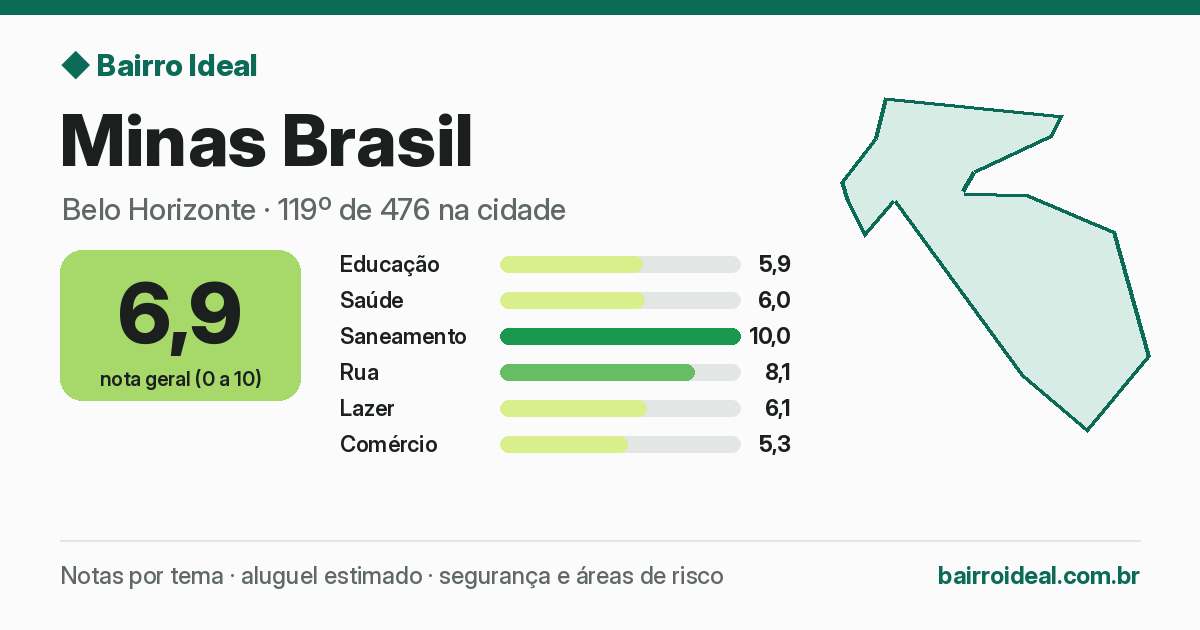 Bairro Ideal
Minas Brasil
Belo Horizonte · 119º de 476 na cidade
6,9
nota geral (0 a 10)
Educação 5,9
Saúde 6,0
Saneamento 10,0
Rua 8,1
Lazer 6,1
Comércio 5,3
Notas por tema · aluguel estimado · segurança e áreas de risco
bairroideal.com.br